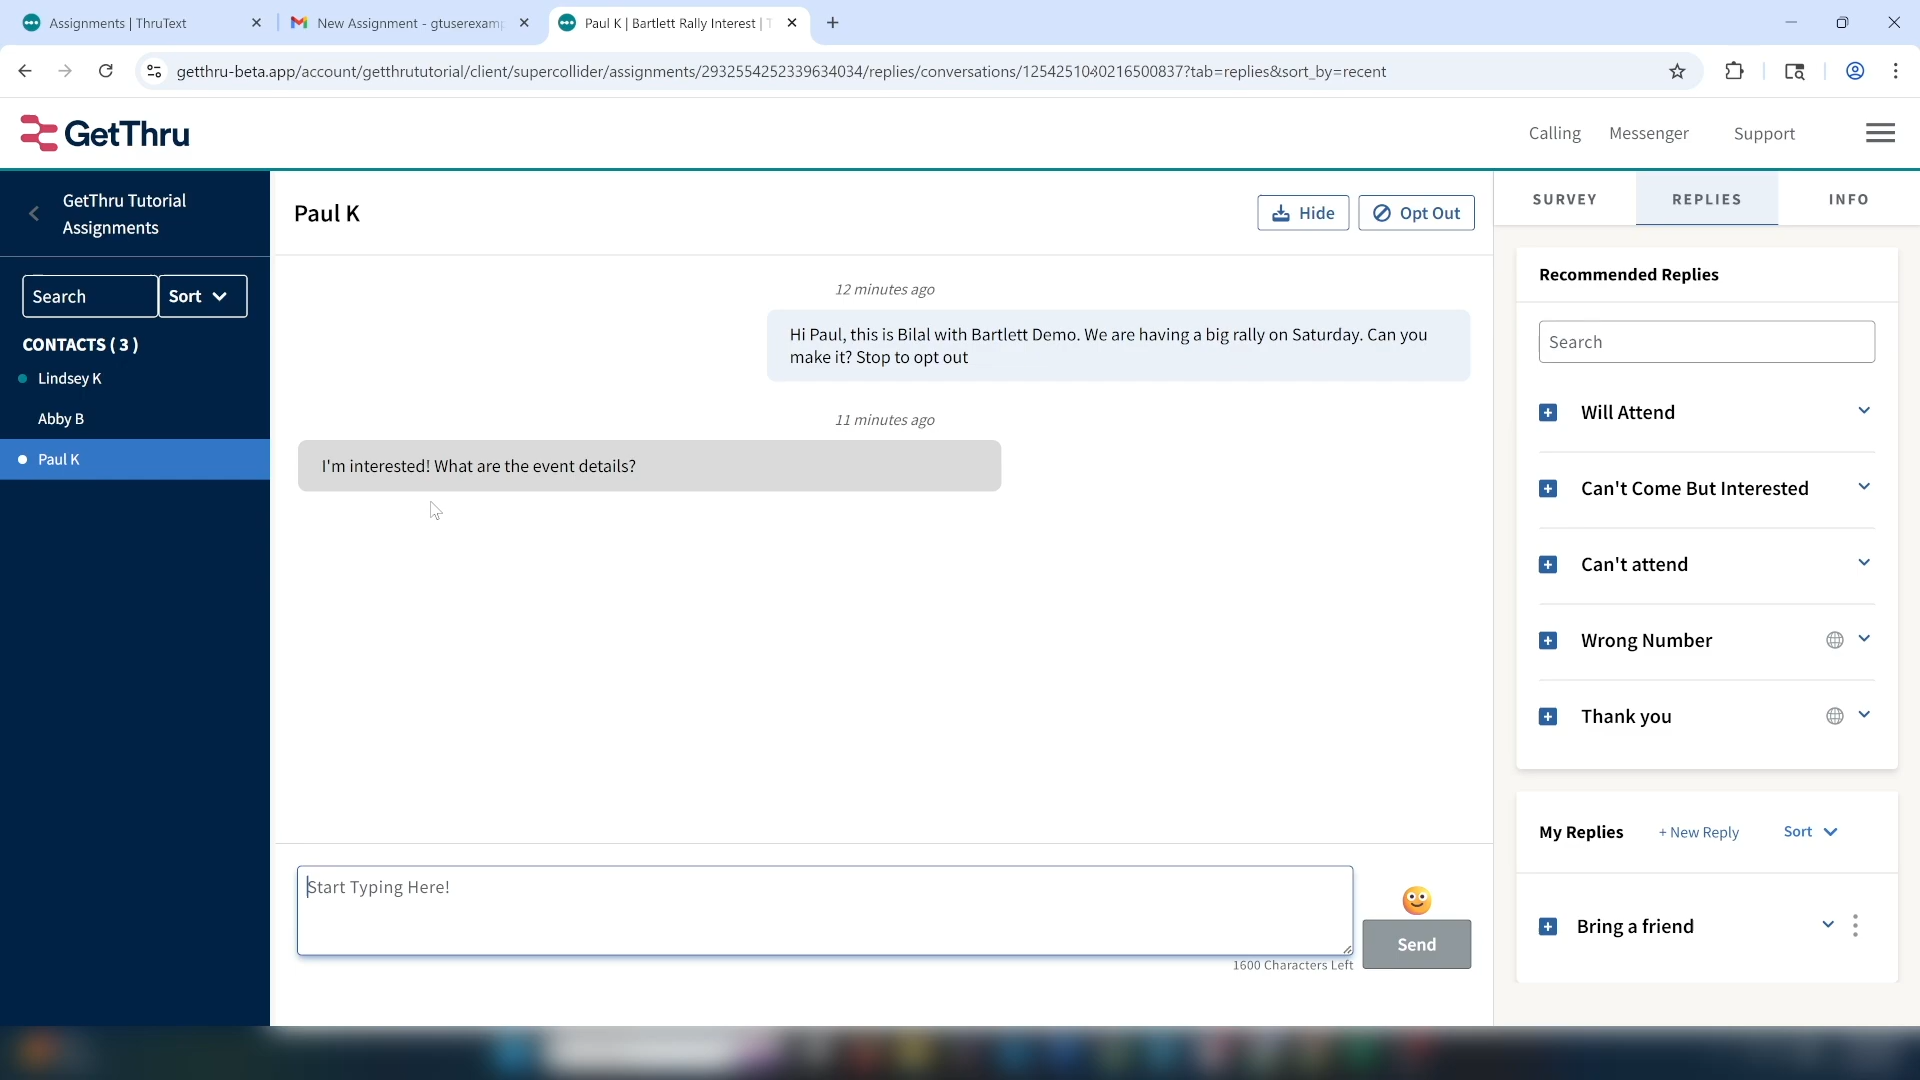 Assignments | ThruText
New Assignment - gtuserexamp
Paul K | Bartlett Rally Interest | T
getthru-beta.app/account/getthrututorial/client/supercollider/assignments/2932554252339634034/replies/conversations/1254251040216500837?tab=replies&sort_by=recent
GetThru
Calling
Messenger
Support
GetThru Tutorial
Assignments
Search
Sort
CONTACTS ( 3 )
Lindsey K
Abby B
Paul K
Paul K
Hide
Opt Out
12 minutes ago
Hi Paul, this is Bilal with Bartlett Demo. We are having a big rally on Saturday. Can you
make it? Stop to opt out
11 minutes ago
I'm interested! What are the event details?
Start Typing Here!
Send
1600 Characters Left
SURVEY
REPLIES
INFO
Recommended Replies
Search
Will Attend
Can't Come But Interested
Can't attend
Wrong Number
Thank you
My Replies
+ New Reply
Sort
Bring a friend